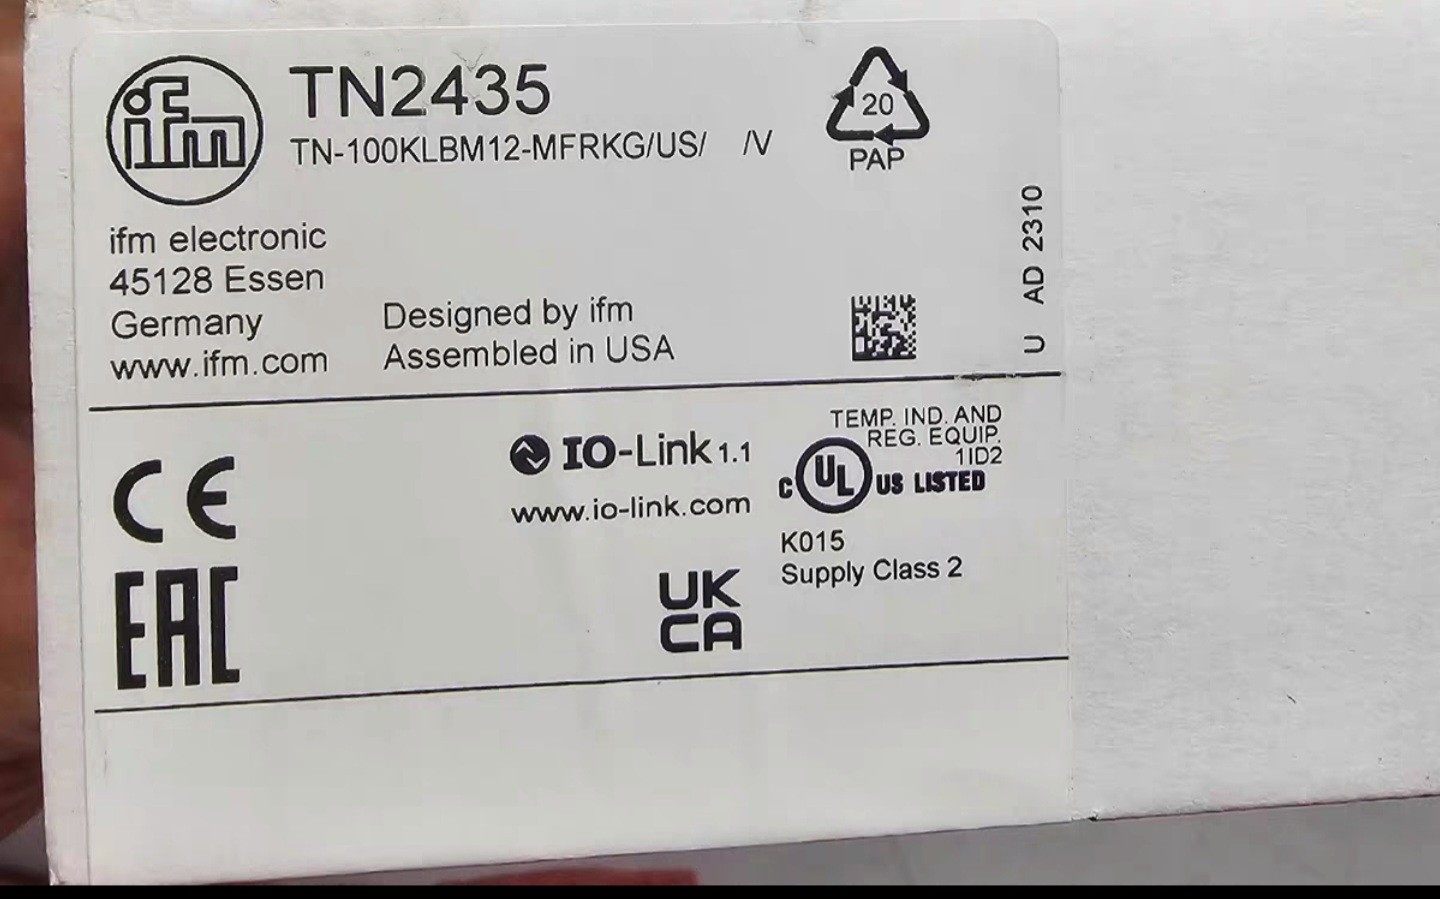 ifm
TN2435
TN-100KLBM12-MFRKG/US/ /V
20
PAP
ifm electronic
45128 Essen
Germany
www.ifm.com
Designed by ifm
Assembled in USA
U AD 2310
CE
EAC
IO-Link 1.1
www.io-link.com
UK
CA
TEMP. IND. AND
REG. EQUIP.
1ID2
C UL US LISTED
K015
Supply Class 2